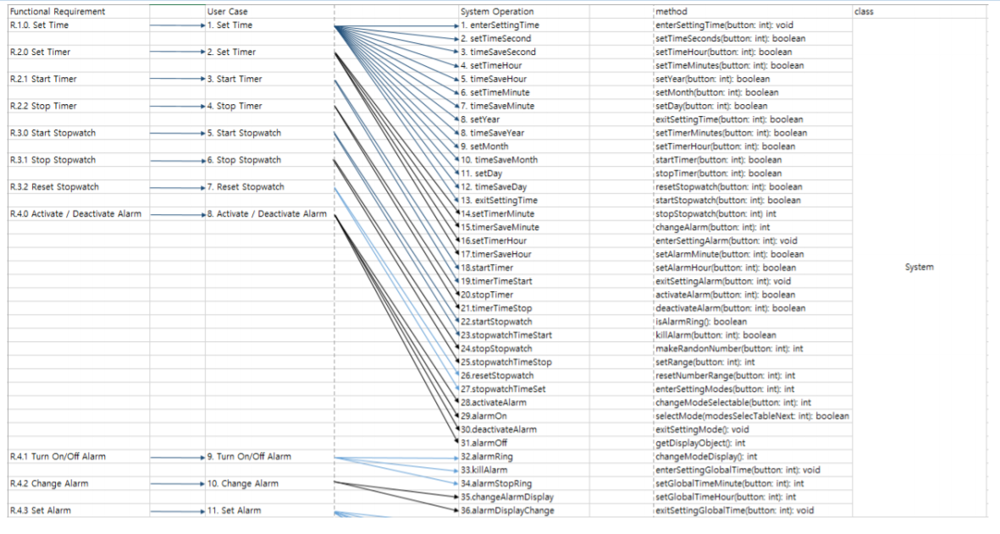 Functional Requirement User Case System Operation method class
R.1.0. Set Time 1. Set Time 1. enterSettingTime enterSettingTime(button: int): void
2. setTimeSecond setTimeSeconds(button: int): boolean
R.2.0 Set Timer 2. Set Timer 3. timeSaveSecond setTimeHour(button: int): boolean
4. setTimeHour setTimeMinutes(button: int): boolean
R.2.1 Start Timer 3. Start Timer 5. timeSaveHour setYear(button: int): boolean
6. setTimeMinute setMonth(button: int): boolean
R.2.2 Stop Timer 4. Stop Timer 7. timeSaveMinute setDay(button: int): boolean
8. setYear exitSettingTime(button: int): boolean
R.3.0 Start Stopwatch 5. Start Stopwatch 8. timeSaveYear setTimerMinutes(button: int): boolean
9. setMonth setTimerHour(button: int): boolean
R.3.1 Stop Stopwatch 6. Stop Stopwatch 10. timeSaveMonth startTimer(button: int): boolean
11. setDay stopTimer(button: int): boolean
R.3.2 Reset Stopwatch 7. Reset Stopwatch 12. timeSaveDay resetStopwatch(button: int): boolean
13. exitSettingTime startStopwatch(button: int): boolean
R.4.0 Activate / Deactivate Alarm 8. Activate / Deactivate Alarm 14.setTimerMinute stopStopwatch(button: int) int
15.timerSaveMinute changeAlarm(button: int): int
16.setTimerHour enterSettingAlarm(button: int): void
17.timerSaveHour setAlarmMinute(button: int): boolean
18.startTimer setAlarmHour(button: int): boolean System
19.timerTimeStart exitSettingAlarm(button: int): void
20.stopTimer activateAlarm(button: int): boolean
21.timerTimeStop deactivateAlarm(button: int): boolean
22.startStopwatch isAlarmRing(): boolean
23.stopwatchTimeStart killAlarm(button: int): boolean
24.stopStopwatch makeRandonNumber(button: int): int
25.stopwatchTimeStop setRange(button: int): int
26.resetStopwatch resetNumberRange(button: int): int
27.stopwatchTimeSet enterSettingModes(button: int): int
28.activateAlarm changeModeSelectable(button: int): int
29.alarmOn selectMode(modesSelecTableNext: int): boolean
30.deactivateAlarm exitSettingMode(): void
31.alarmOff getDisplayObject(): int
R.4.1 Turn On/Off Alarm 9. Turn On/Off Alarm 32.alarmRing changeModeDisplay(): int
33.killAlarm enterSettingGlobalTime(button: int): void
R.4.2 Change Alarm 10. Change Alarm 34.alarmStopRing setGlobalTimeMinute(button: int): int
35.changeAlarmDisplay setGlobalTimeHour(button: int): int
R.4.3 Set Alarm 11. Set Alarm 36.alarmDisplayChange exitSettingGlobalTime(button: int): void